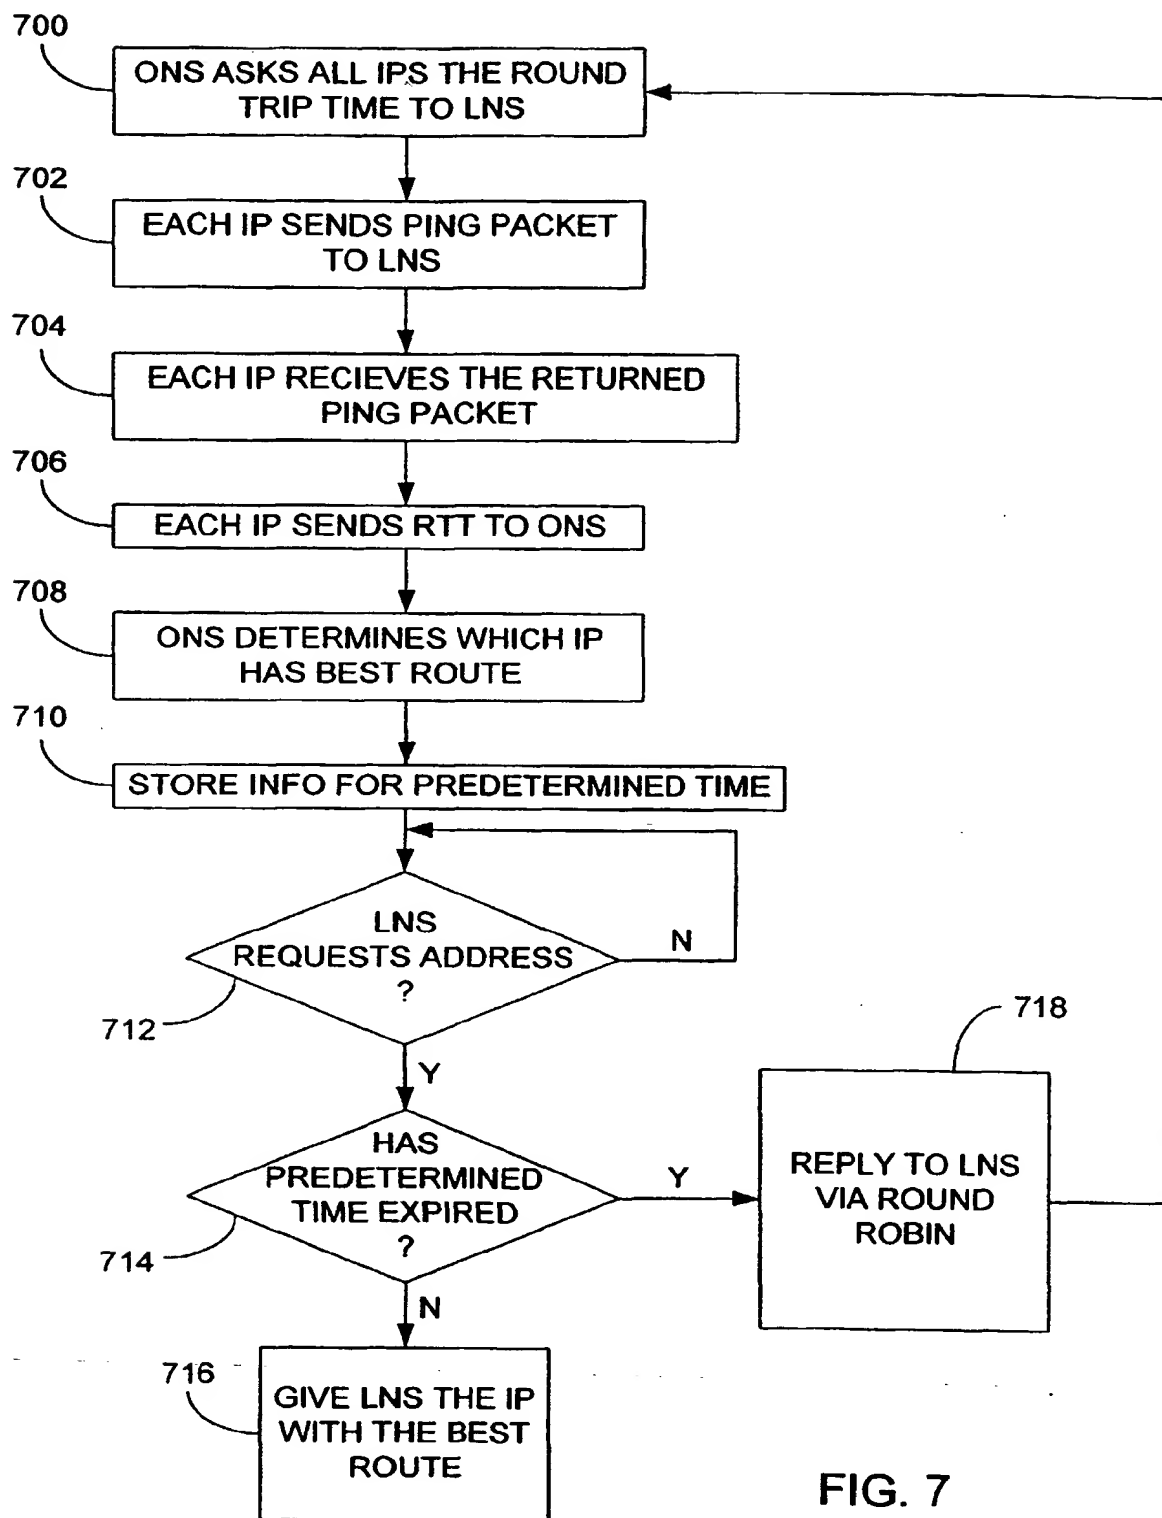 700
ONS ASKS ALL IPS THE ROUND
TRIP TIME TO LNS
702
EACH IP SENDS PING PACKET
TO LNS
704
EACH IP RECIEVES THE RETURNED
PING PACKET
706
EACH IP SENDS RTT TO ONS
708
ONS DETERMINES WHICH IP
HAS BEST ROUTE
710
STORE INFO FOR PREDETERMINED TIME
LNS
REQUESTS ADDRESS
?
N
712
Y
718
HAS
PREDETERMINED
TIME EXPIRED
?
Y
714
N
REPLY TO LNS
VIA ROUND
ROBIN
716
GIVE LNS THE IP
WITH THE BEST
ROUTE
FIG. 7